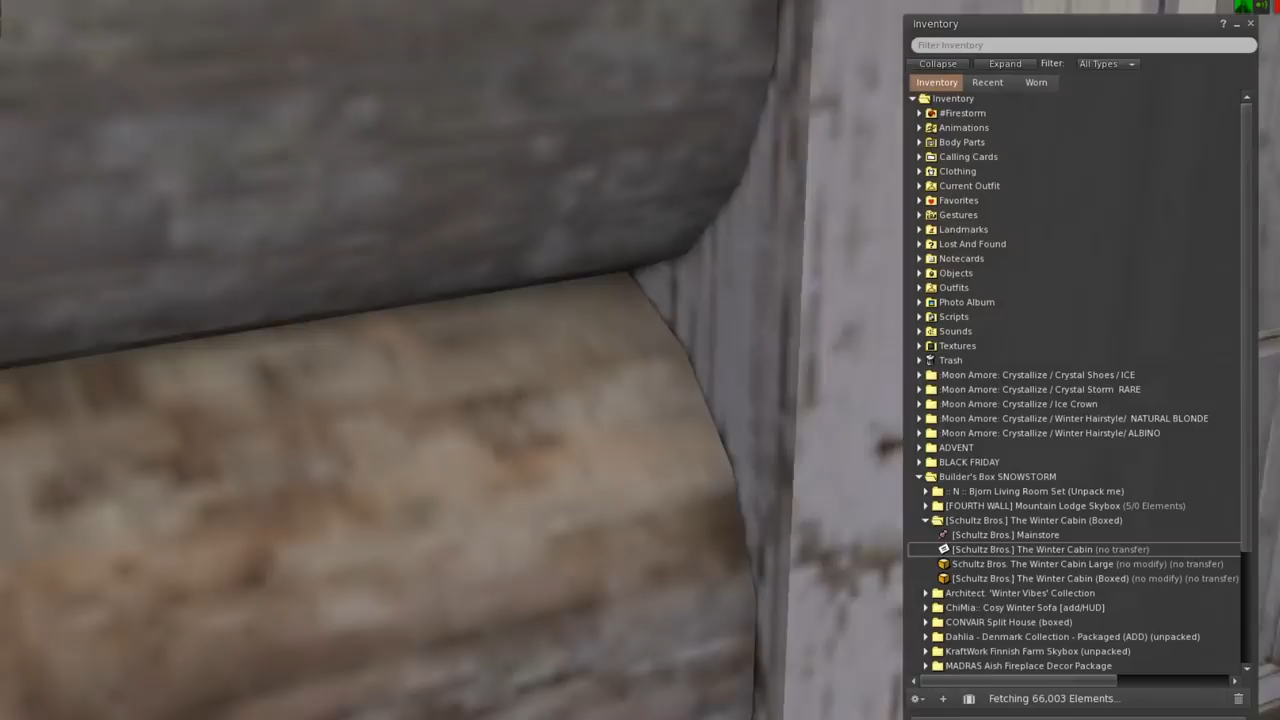 Inventory
Filter Inventory
Collapse Expand Filter: All Types
Inventory Recent Worn
Inventory
#Firestorm
Animations
Body Parts
Calling Cards
Clothing
Current Outfit
Favorites
Gestures
Landmarks
Lost And Found
Notecards
Objects
Outfits
Photo Album
Scripts
Sounds
Textures
Trash
:Moon Amore: Crystallize / Crystal Shoes / ICE
:Moon Amore: Crystallize / Crystal Storm RARE
:Moon Amore: Crystallize / Ice Crown
:Moon Amore: Crystallize / Winter Hairstyle/ NATURAL BLONDE
:Moon Amore: Crystallize / Winter Hairstyle/ ALBINO
ADVENT
BLACK FRIDAY
Builder's Box SNOWSTORM
:: N :: Bjorn Living Room Set (Unpack me)
[FOURTH WALL] Mountain Lodge Skybox (5/0 Elements)
[Schultz Bros.] The Winter Cabin (Boxed)
[Schultz Bros.] Mainstore
[Schultz Bros.] The Winter Cabin (no transfer)
Schultz Bros. The Winter Cabin Large (no modify) (no transfer)
[Schultz Bros.] The Winter Cabin (Boxed) (no modify) (no transfer)
Architect. 'Winter Vibes' Collection
ChiMia:: Cosy Winter Sofa [add/HUD]
CONVAIR Split House (boxed)
Dahlia - Denmark Collection - Packaged (ADD) (unpacked)
KraftWork Finnish Farm Skybox (unpacked)
MADRAS Aish Fireplace Decor Package
Fetching 66,003 Elements...